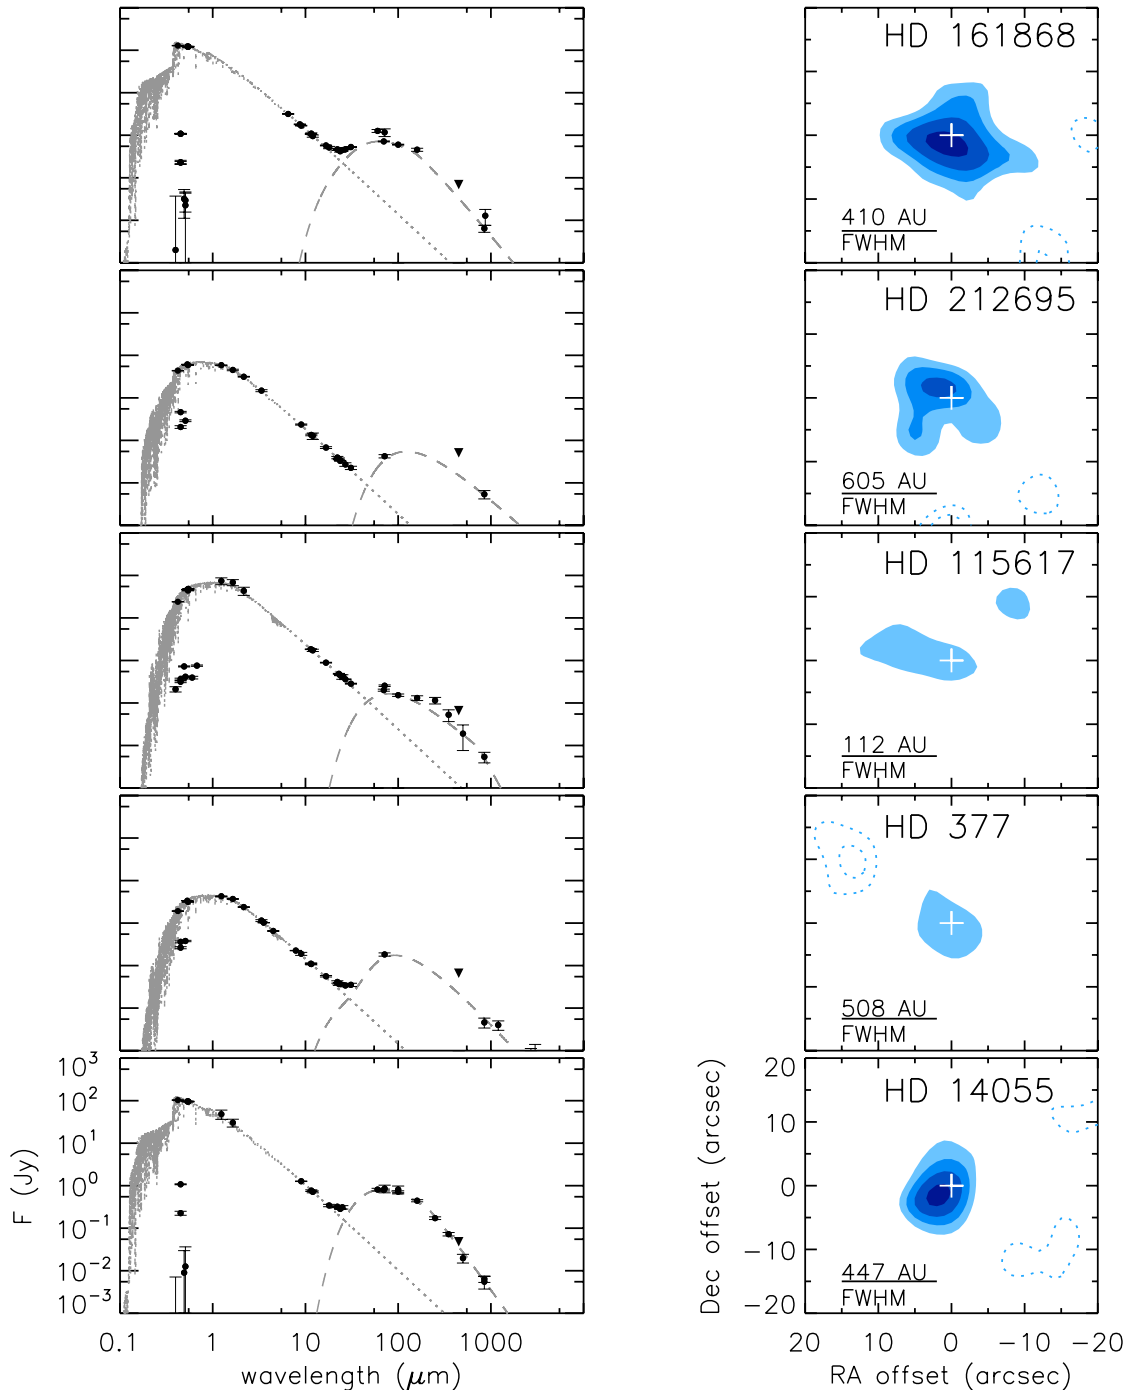 HD 161868
410 AU
FWHM
HD 212695
605 AU
FWHM
HD 115617
112 AU
FWHM
HD 377
508 AU
FWHM
HD 14055
447 AU
FWHM
10³
10²
10¹
10⁰
10⁻¹
10⁻²
10⁻³
F (Jy)
0.1 1 10 100 1000
wavelength (μm)
20
10
0
−10
−20
Dec offset (arcsec)
20 10 0 −10 −20
RA offset (arcsec)